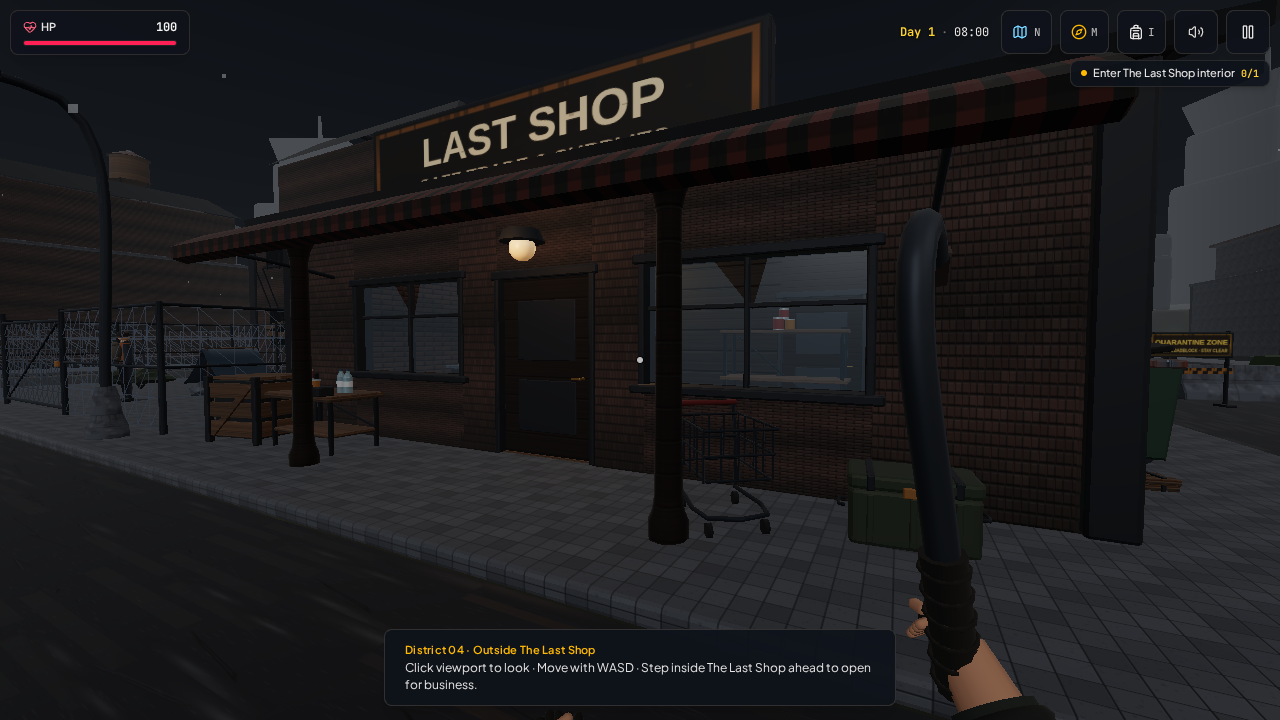 HP 100
Day 1 · 08:00 N M I
Enter The Last Shop interior 0/1
LAST SHOP
QUARANTINE ZONE
District 04 · Outside The Last Shop
Click viewport to look · Move with WASD · Step inside The Last Shop ahead to open
for business.